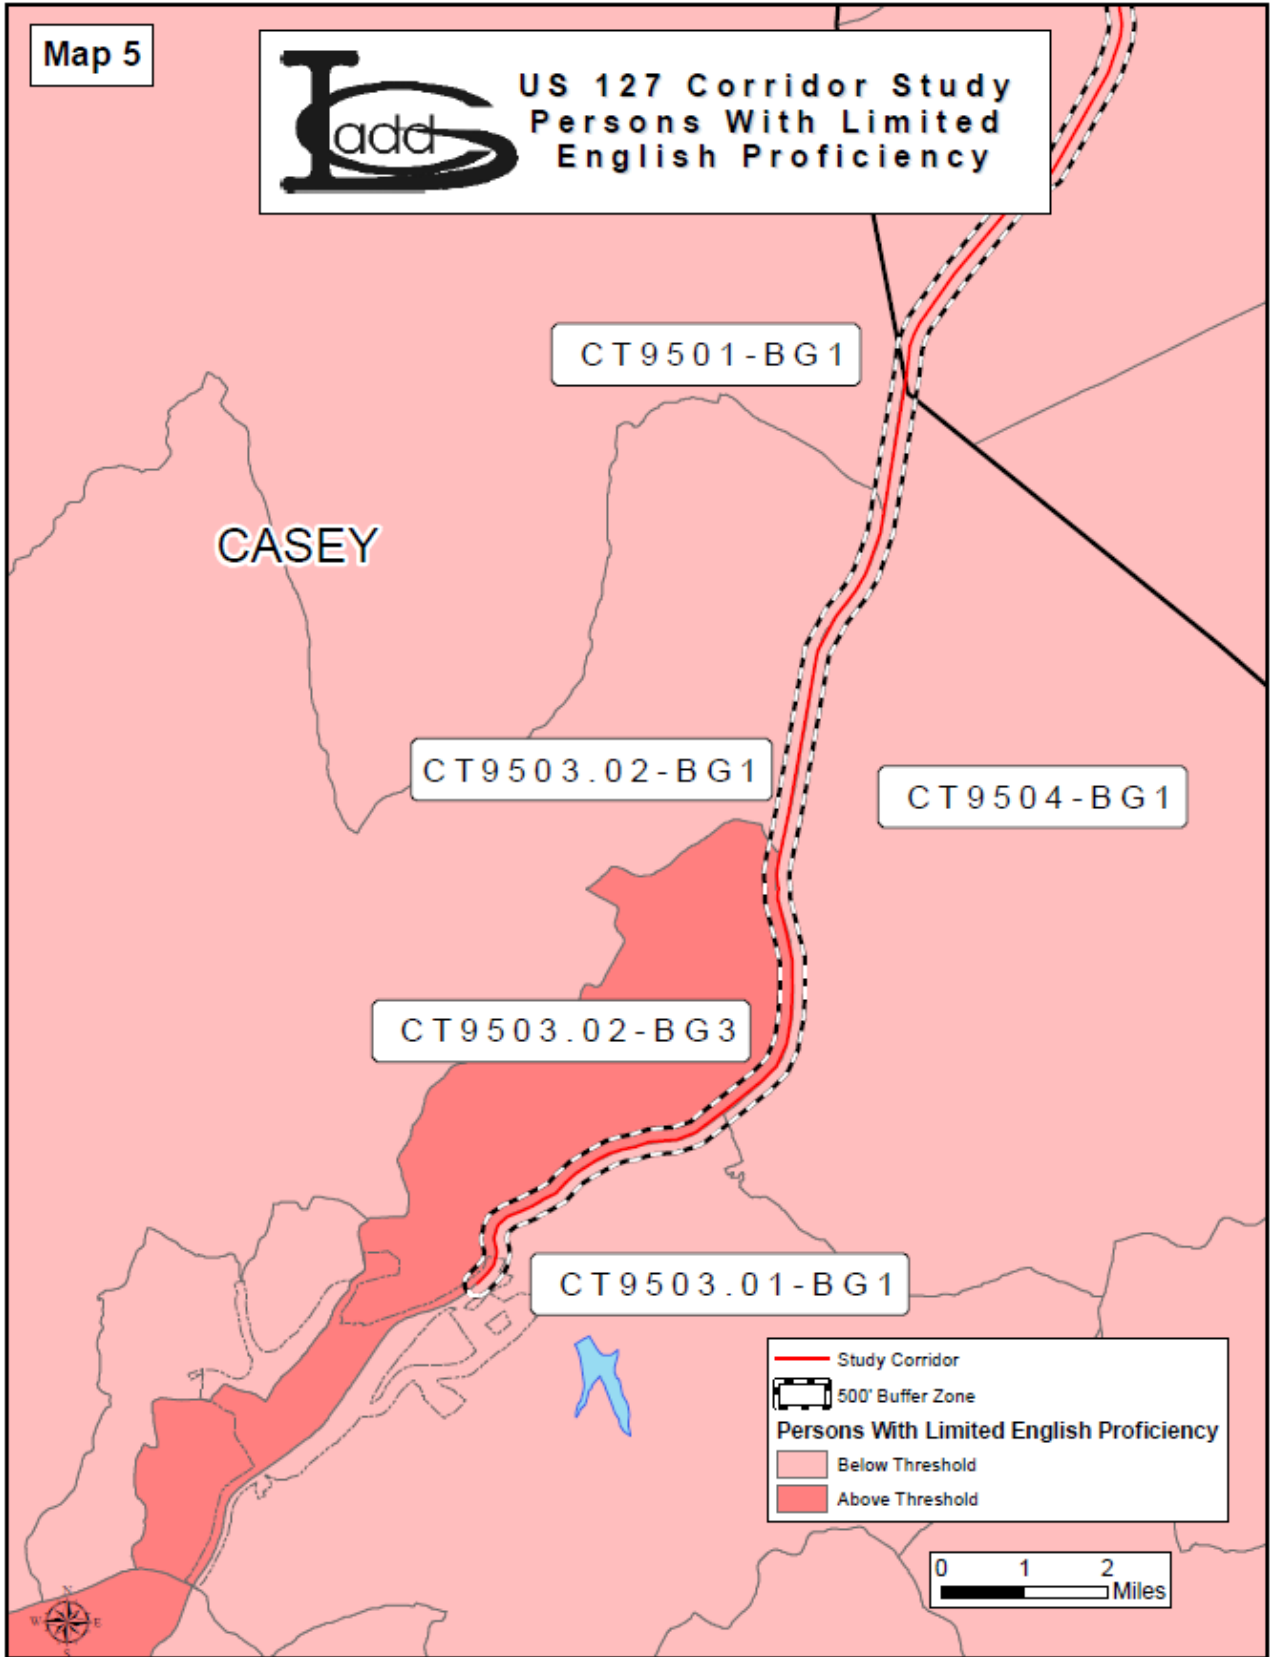 Map 5
L
G
add
US 127 Corridor Study
Persons With Limited
English Proficiency
CT9501-BG1
CASEY
CT9503.02-BG1
CT9504-BG1
CT9503.02-BG3
CT9503.01-BG1
Study Corridor
500' Buffer Zone
Persons With Limited English Proficiency
Below Threshold
Above Threshold
0 1 2
Miles
N
W E
S